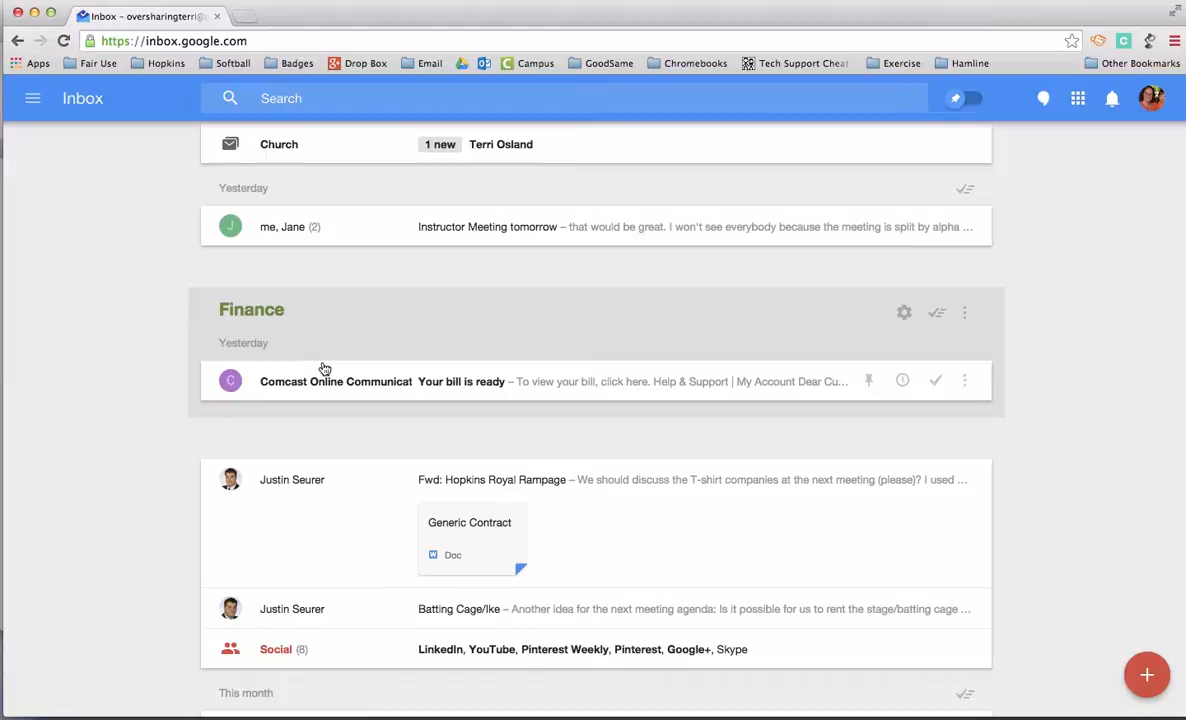 Inbox – oversharingterri@
https://inbox.google.com
Apps Fair Use Hopkins Softball Badges Drop Box Email Campus GoodSame Chromebooks Tech Support Cheat Exercise Hamline Other Bookmarks
Inbox Search
Church 1 new Terri Osland
Yesterday
J me, Jane (2) Instructor Meeting tomorrow – that would be great. I won't see everybody because the meeting is split by alpha ...
Finance
Yesterday
C Comcast Online Communicat Your bill is ready – To view your bill, click here. Help & Support | My Account Dear Cu...
Justin Seurer Fwd: Hopkins Royal Rampage – We should discuss the T-shirt companies at the next meeting (please)? I used ...
Generic Contract
W Doc
Justin Seurer Batting Cage/Ike – Another idea for the next meeting agenda: Is it possible for us to rent the stage/batting cage ...
Social (8) LinkedIn, YouTube, Pinterest Weekly, Pinterest, Google+, Skype
This month